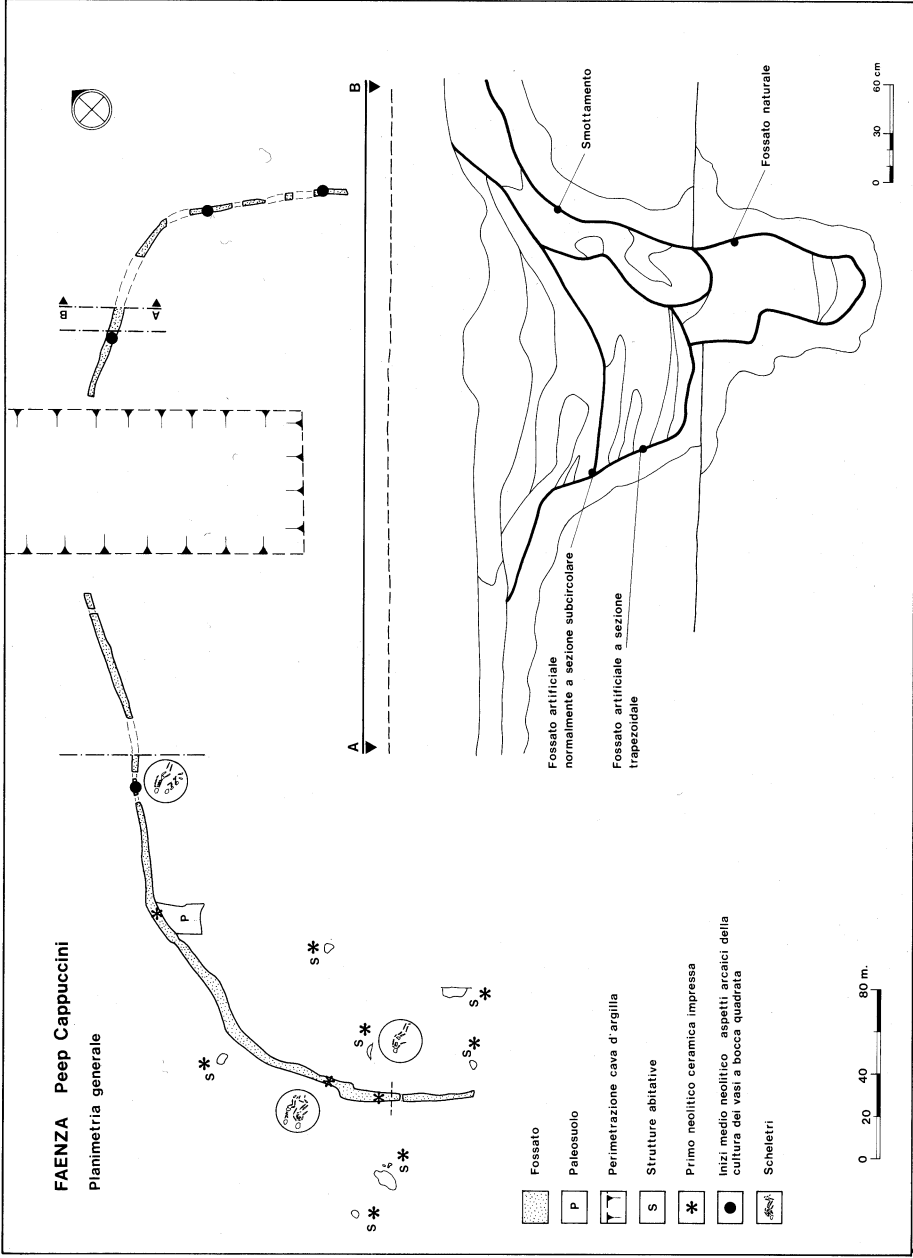 FAENZA Peep Cappuccini
Planimetria generale
B
A
P
S
S
S
S
S
S
S
A
B
Fossato artificiale
normalmente a sezione subcircolare
Fossato artificiale a sezione
trapezoidale
Smottamento
Fossato naturale
0 30 60 cm
Fossato
P Paleosuolo
Perimetrazione cava d'argilla
S Strutture abitative
Primo neolitico ceramica impressa
Inizi medio neolitico aspetti arcaici della
cultura dei vasi a bocca quadrata
Scheletri
0 20 40 80 m.